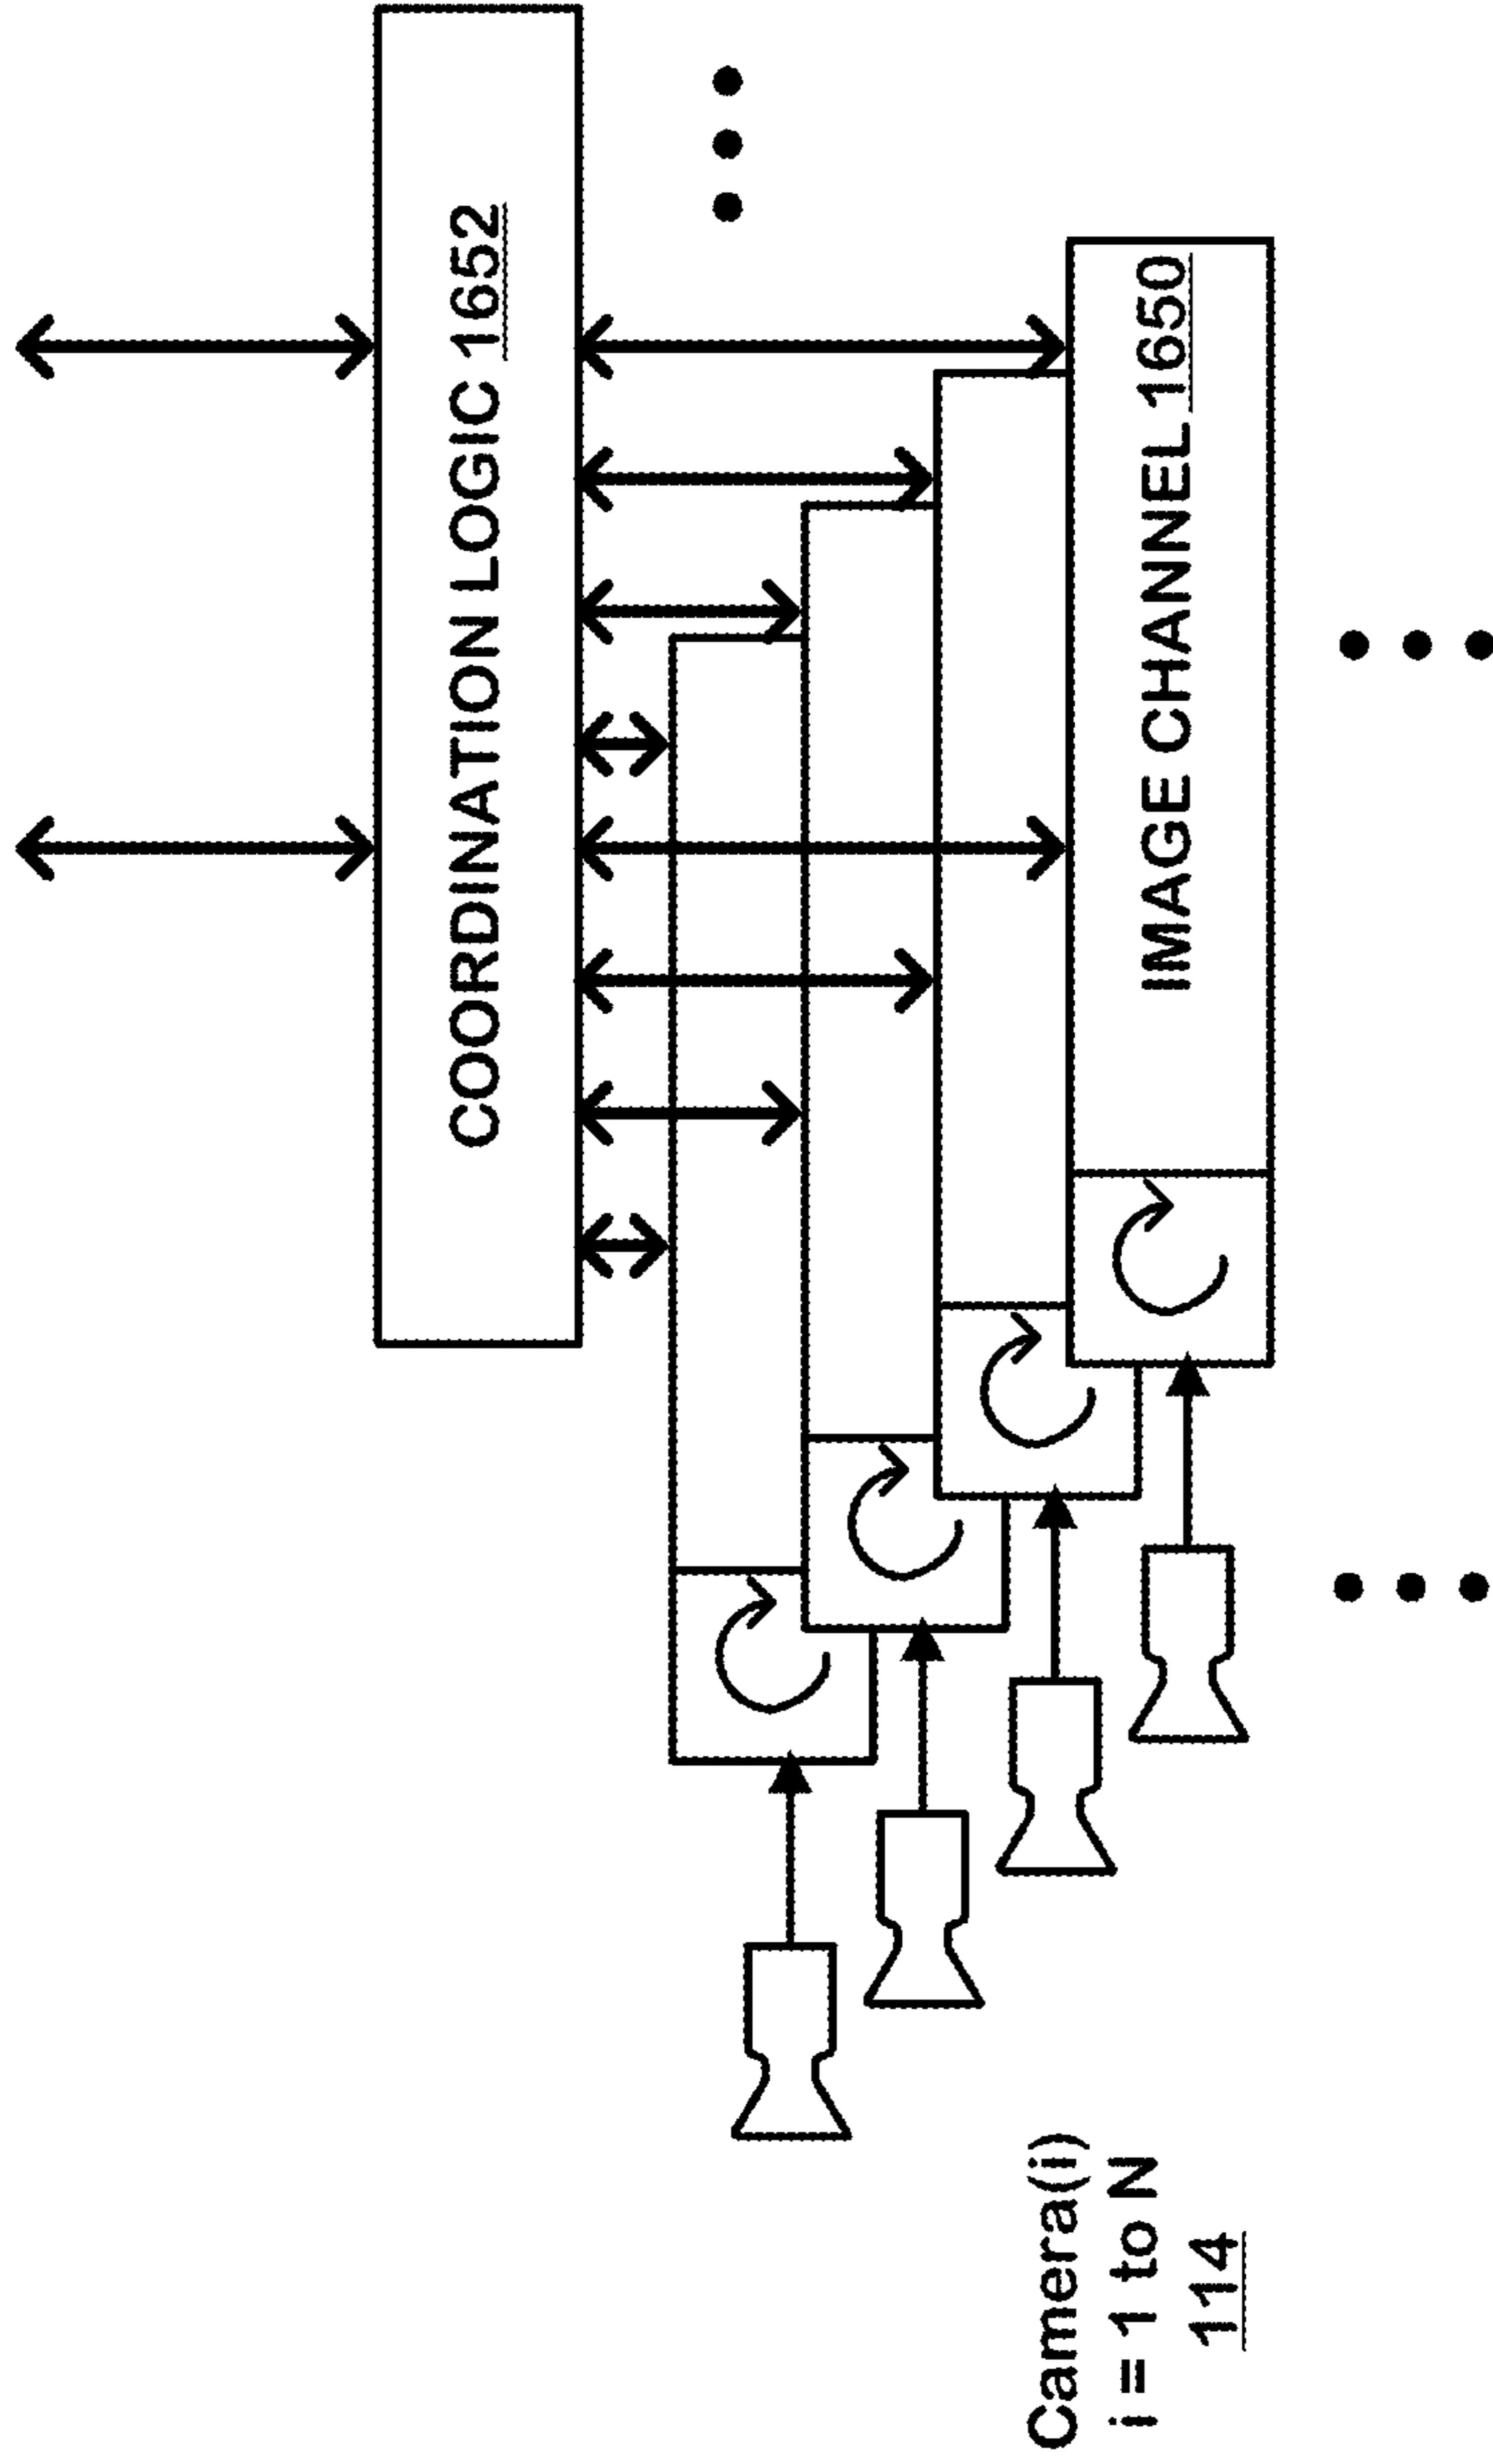 COORDINATION LOGIC 1652
IMAGE CHANNEL 1650
Camera(i)
i = 1 to N
114